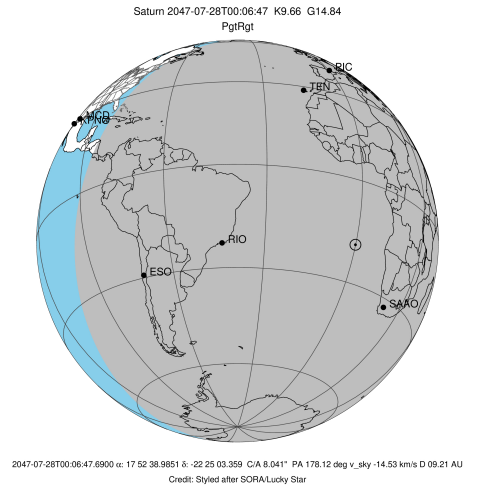 Saturn 2047-07-28T00:06:47 K9.66 G14.84
PgtRgt
PIC
TEN
MCD
KPNO
RIO
ESO
SAAO
2047-07-28T00:06:47.6900 α: 17 52 38.9851 δ: -22 25 03.359 C/A 8.041" PA 178.12 deg v_sky -14.53 km/s D 09.21 AU
Credit: Styled after SORA/Lucky Star